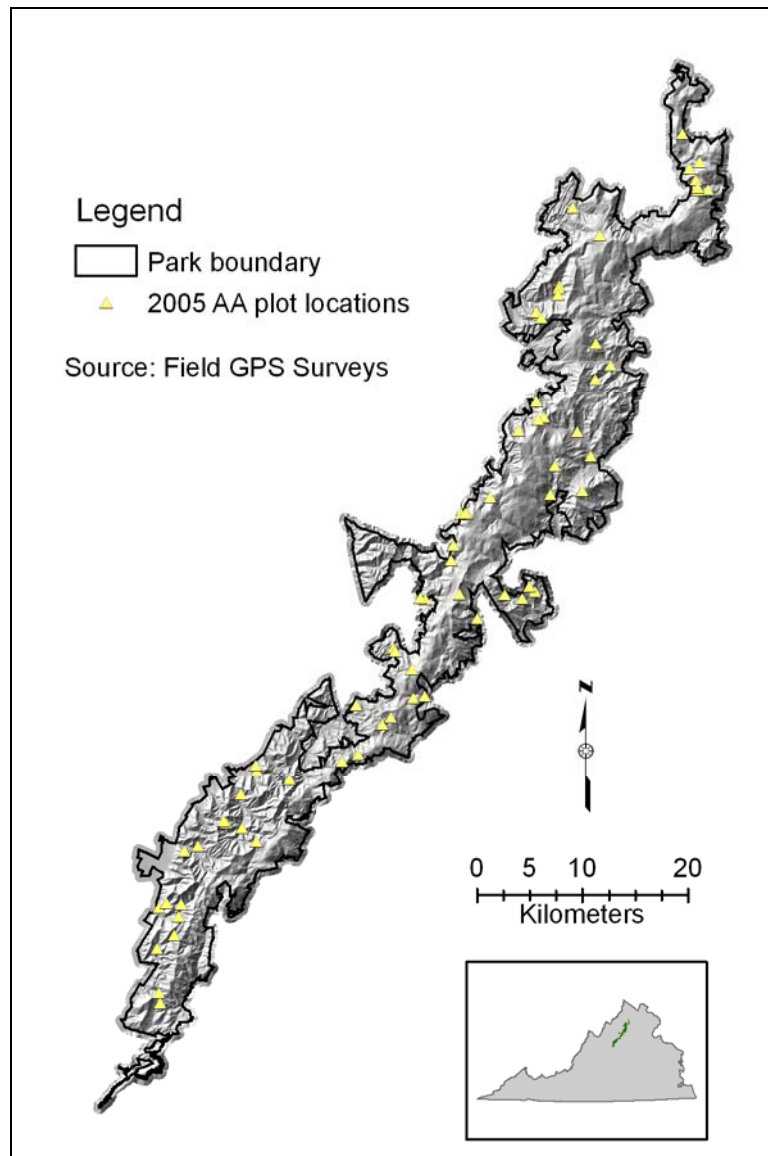 Legend
Park boundary
2005 AA plot locations
Source: Field GPS Surveys
N
0 5 10 20
Kilometers